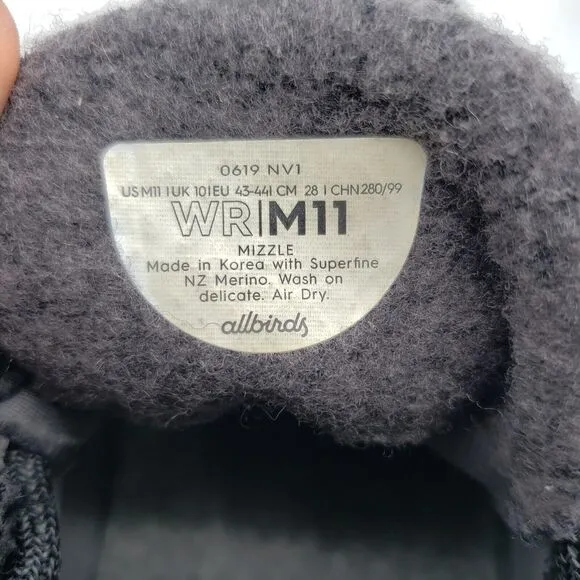 0619 NV1
US M11 | UK 10 | EU 43-44 | CM 28 | CHN 280/99
WR|M11
MIZZLE
Made in Korea with Superfine
NZ Merino. Wash on
delicate. Air Dry.
allbirds